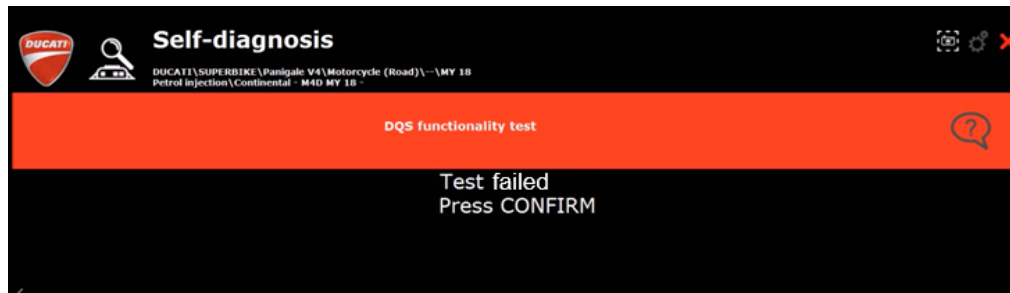 DUCATI
Self-diagnosis
DUCATI\SUPERBIKE\Panigale V4\Motorcycle (Road)\--\MY 18
Petrol injection\Continental - M4D MY 18 -
DQS functionality test
?
Test failed
Press CONFIRM